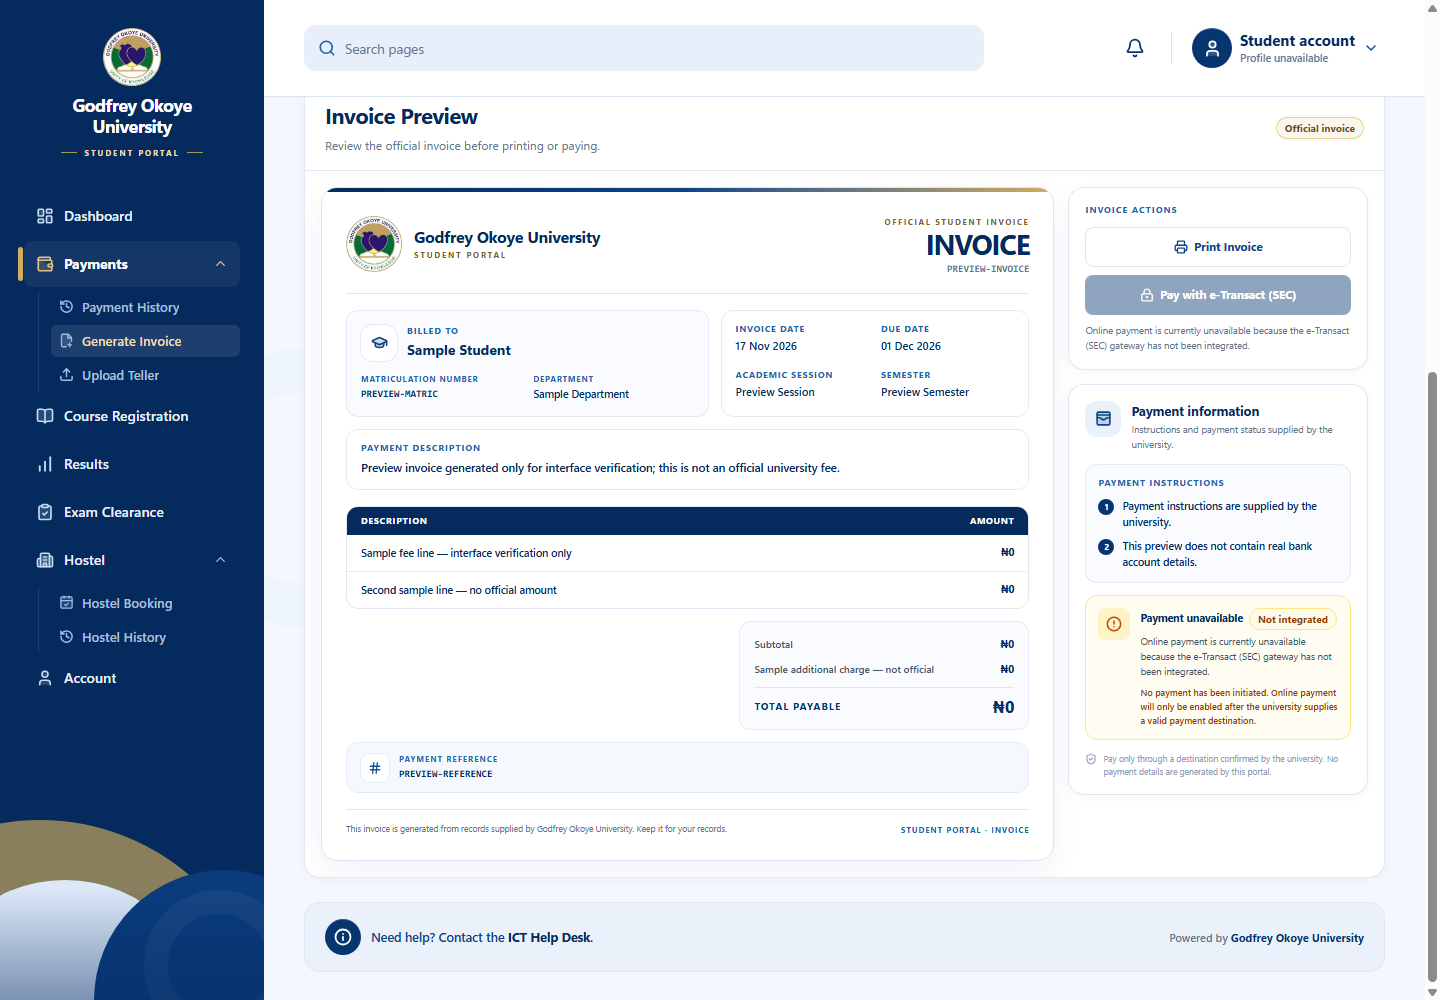 Godfrey Okoye
University
STUDENT PORTAL
Dashboard
Payments
Payment History
Generate Invoice
Upload Teller
Course Registration
Results
Exam Clearance
Hostel
Hostel Booking
Hostel History
Account
Search pages
Student account
Profile unavailable
Invoice Preview
Review the official invoice before printing or paying.
Official invoice
Godfrey Okoye University
STUDENT PORTAL
OFFICIAL STUDENT INVOICE
INVOICE
PREVIEW-INVOICE
BILLED TO
Sample Student
MATRICULATION NUMBER
PREVIEW-MATRIC
DEPARTMENT
Sample Department
INVOICE DATE
17 Nov 2026
DUE DATE
01 Dec 2026
ACADEMIC SESSION
Preview Session
SEMESTER
Preview Semester
PAYMENT DESCRIPTION
Preview invoice generated only for interface verification; this is not an official university fee.
DESCRIPTION AMOUNT
Sample fee line — interface verification only ₦0
Second sample line — no official amount ₦0
Subtotal ₦0
Sample additional charge — not official ₦0
TOTAL PAYABLE ₦0
PAYMENT REFERENCE
PREVIEW-REFERENCE
This invoice is generated from records supplied by Godfrey Okoye University. Keep it for your records.
STUDENT PORTAL · INVOICE
INVOICE ACTIONS
Print Invoice
Pay with e-Transact (SEC)
Online payment is currently unavailable because the e-Transact
(SEC) gateway has not been integrated.
Payment information
Instructions and payment status supplied by the
university.
PAYMENT INSTRUCTIONS
1 Payment instructions are supplied by the
university.
2 This preview does not contain real bank
account details.
Payment unavailable Not integrated
Online payment is currently unavailable
because the e-Transact (SEC) gateway has not
been integrated.
No payment has been initiated. Online payment
will only be enabled after the university supplies
a valid payment destination.
Pay only through a destination confirmed by the university. No
payment details are generated by this portal.
Need help? Contact the ICT Help Desk.
Powered by Godfrey Okoye University